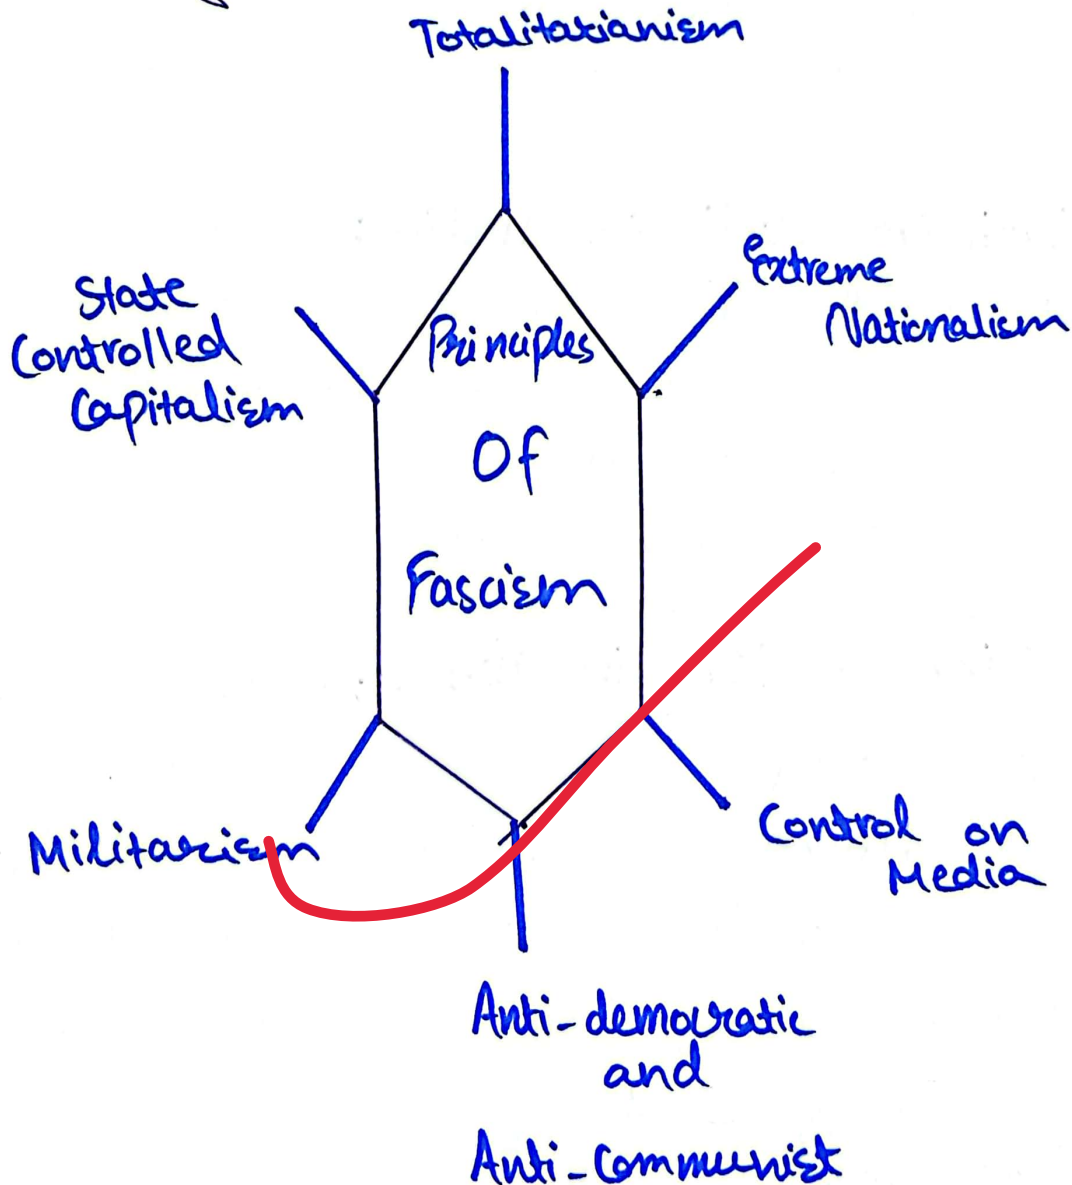 Totalitarianism
Extreme
Nationalism
State
Controlled
Capitalism
Principles
Of
Fascism
Control on
Media
Militarism
Anti-democratic
and
Anti-Communist